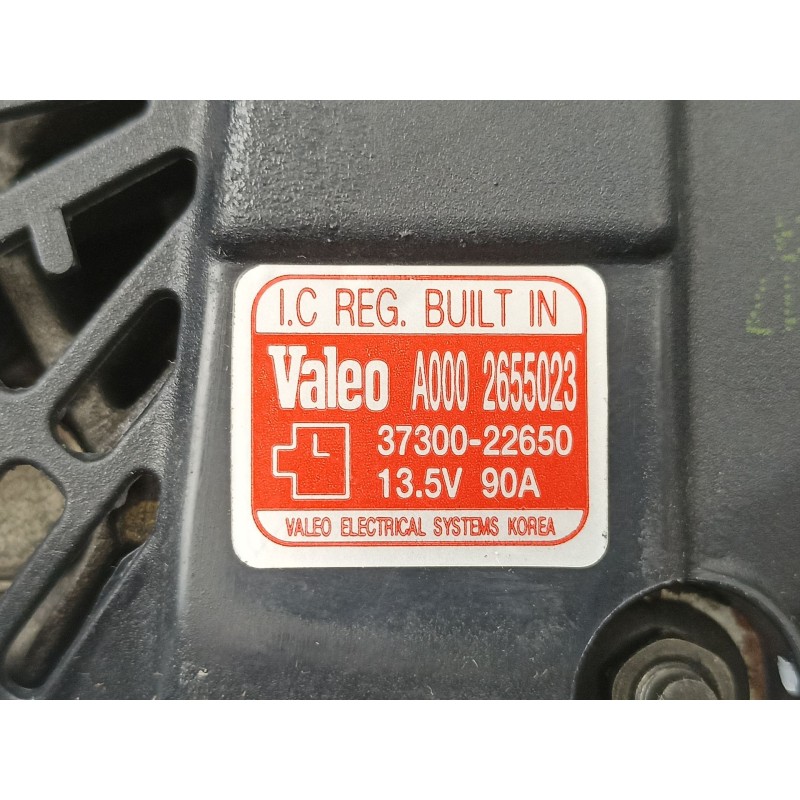 I.C REG. BUILT IN
Valeo A000 2655023
37300-22650
L
13.5V 90A
VALEO ELECTRICAL SYSTEMS KOREA